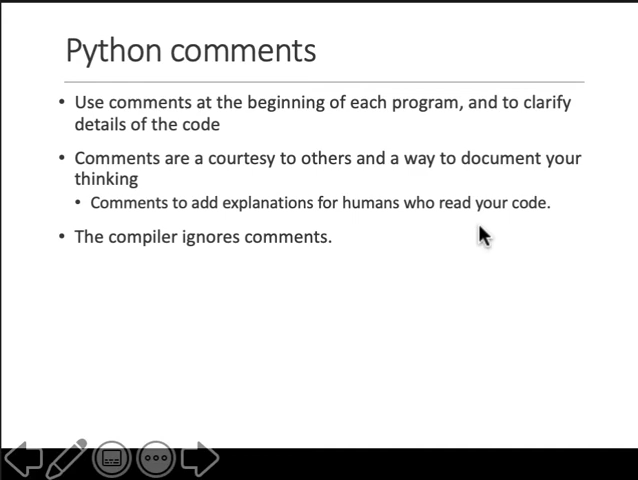 Python comments
• Use comments at the beginning of each program, and to clarify
details of the code
• Comments are a courtesy to others and a way to document your
thinking
• Comments to add explanations for humans who read your code.
• The compiler ignores comments.